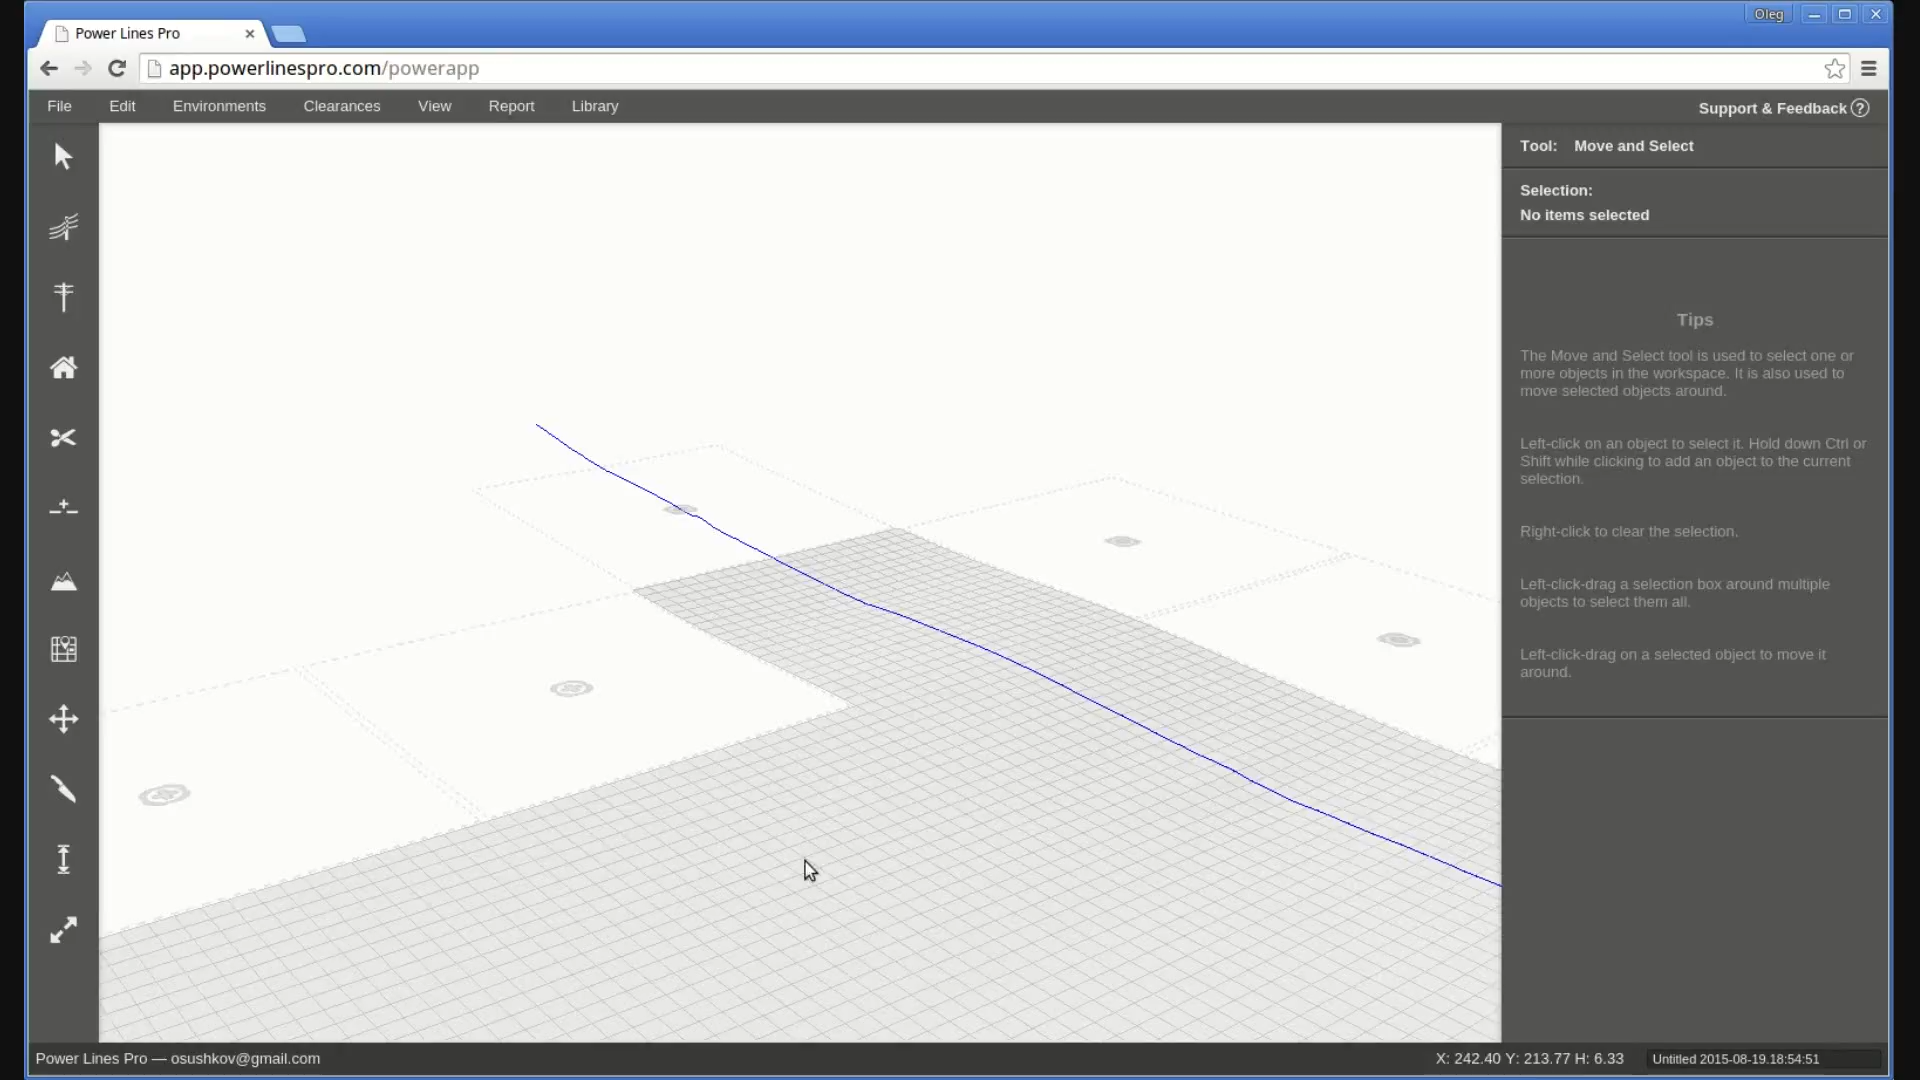 Oleg
Power Lines Pro
app.powerlinespro.com/powerapp
File Edit Environments Clearances View Report Library
Support & Feedback ?
Tool: Move and Select
Selection:
No items selected
Tips
The Move and Select tool is used to select one or
more objects in the workspace. It is also used to
move selected objects around.
Left-click on an object to select it. Hold down Ctrl or
Shift while clicking to add an object to the current
selection.
Right-click to clear the selection.
Left-click-drag a selection box around multiple
objects to select them all.
Left-click-drag on a selected object to move it
around.
Power Lines Pro — osushkov@gmail.com
X: 242.40 Y: 213.77 H: 6.33
Untitled 2015-08-19.18:54:51